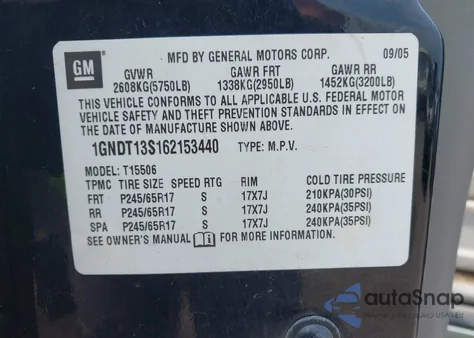 GM
MFD BY GENERAL MOTORS CORP. 09/05
GVWR GAWR FRT GAWR RR
2608KG(5750LB) 1338KG(2950LB) 1452KG(3200LB)
THIS VEHICLE CONFORMS TO ALL APPLICABLE U.S. FEDERAL MOTOR
VEHICLE SAFETY AND THEFT PREVENTION STANDARDS IN EFFECT ON
THE DATE OF MANUFACTURE SHOWN ABOVE.
1GNDT13S162153440 TYPE: M.P.V.
MODEL: T15506
TPMC TIRE SIZE SPEED RTG RIM COLD TIRE PRESSURE
FRT P245/65R17 S 17X7J 210KPA(30PSI)
RR P245/65R17 S 17X7J 240KPA(35PSI)
SPA P245/65R17 S 17X7J 240KPA(35PSI)
SEE OWNER'S MANUAL FOR MORE INFORMATION.
autoSnap